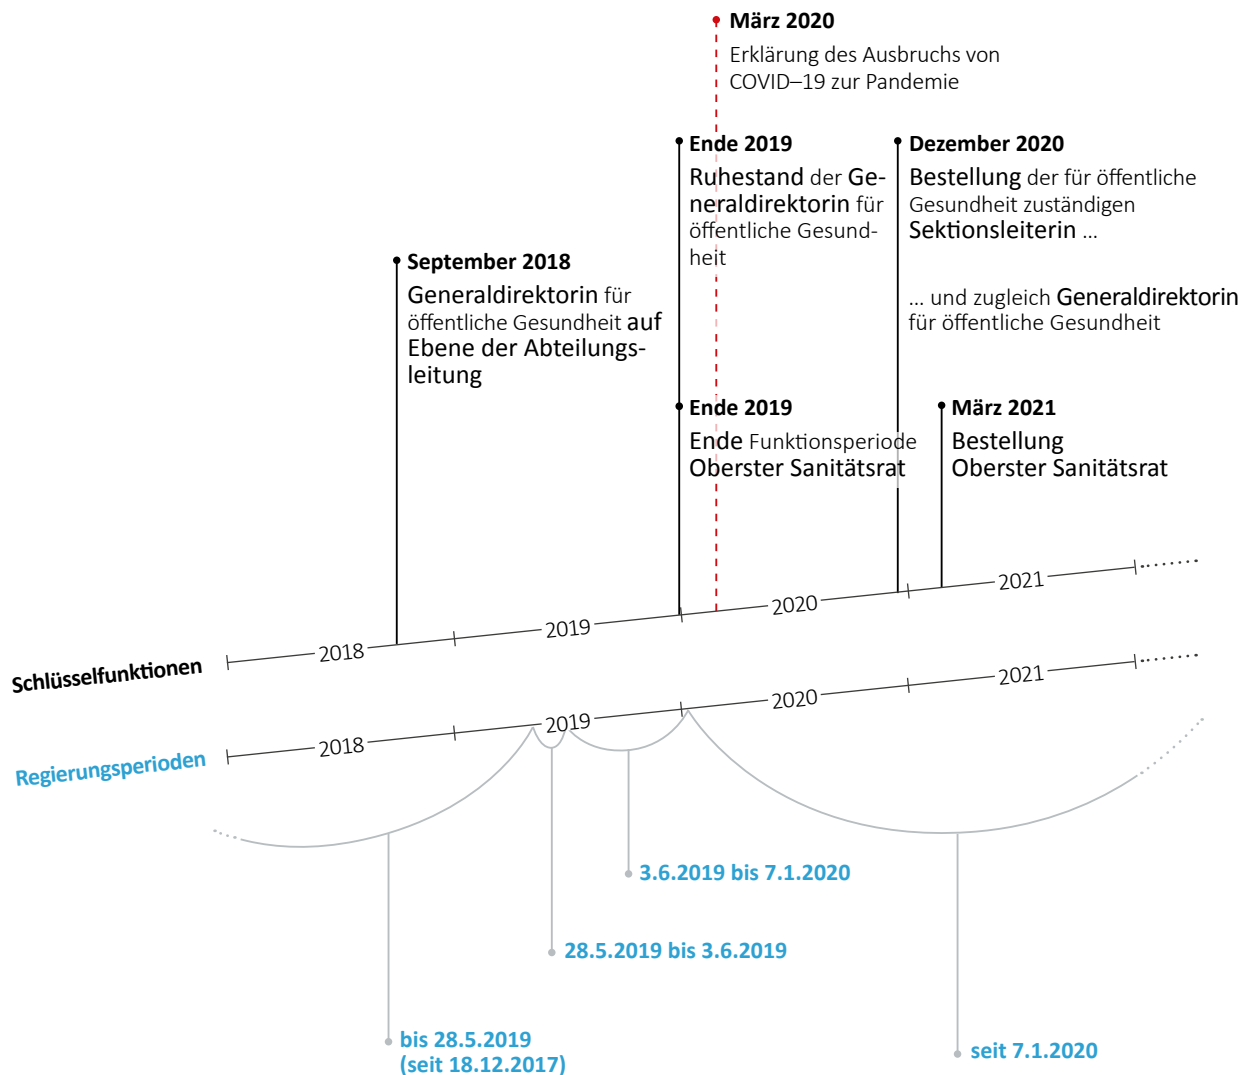 März 2020
Erklärung des Ausbruchs von
COVID–19 zur Pandemie
Ende 2019
Ruhestand der Ge-
neraldirektorin für
öffentliche Gesund-
heit
Dezember 2020
Bestellung der für öffentliche
Gesundheit zuständigen
Sektionsleiterin ...
... und zugleich Generaldirektorin
für öffentliche Gesundheit
September 2018
Generaldirektorin für
öffentliche Gesundheit auf
Ebene der Abteilungs-
leitung
Ende 2019
Ende Funktionsperiode
Oberster Sanitätsrat
März 2021
Bestellung
Oberster Sanitätsrat
Schlüsselfunktionen
2018
2019
2020
2021
Regierungsperioden
2018
2019
2020
2021
3.6.2019 bis 7.1.2020
28.5.2019 bis 3.6.2019
bis 28.5.2019
(seit 18.12.2017)
seit 7.1.2020